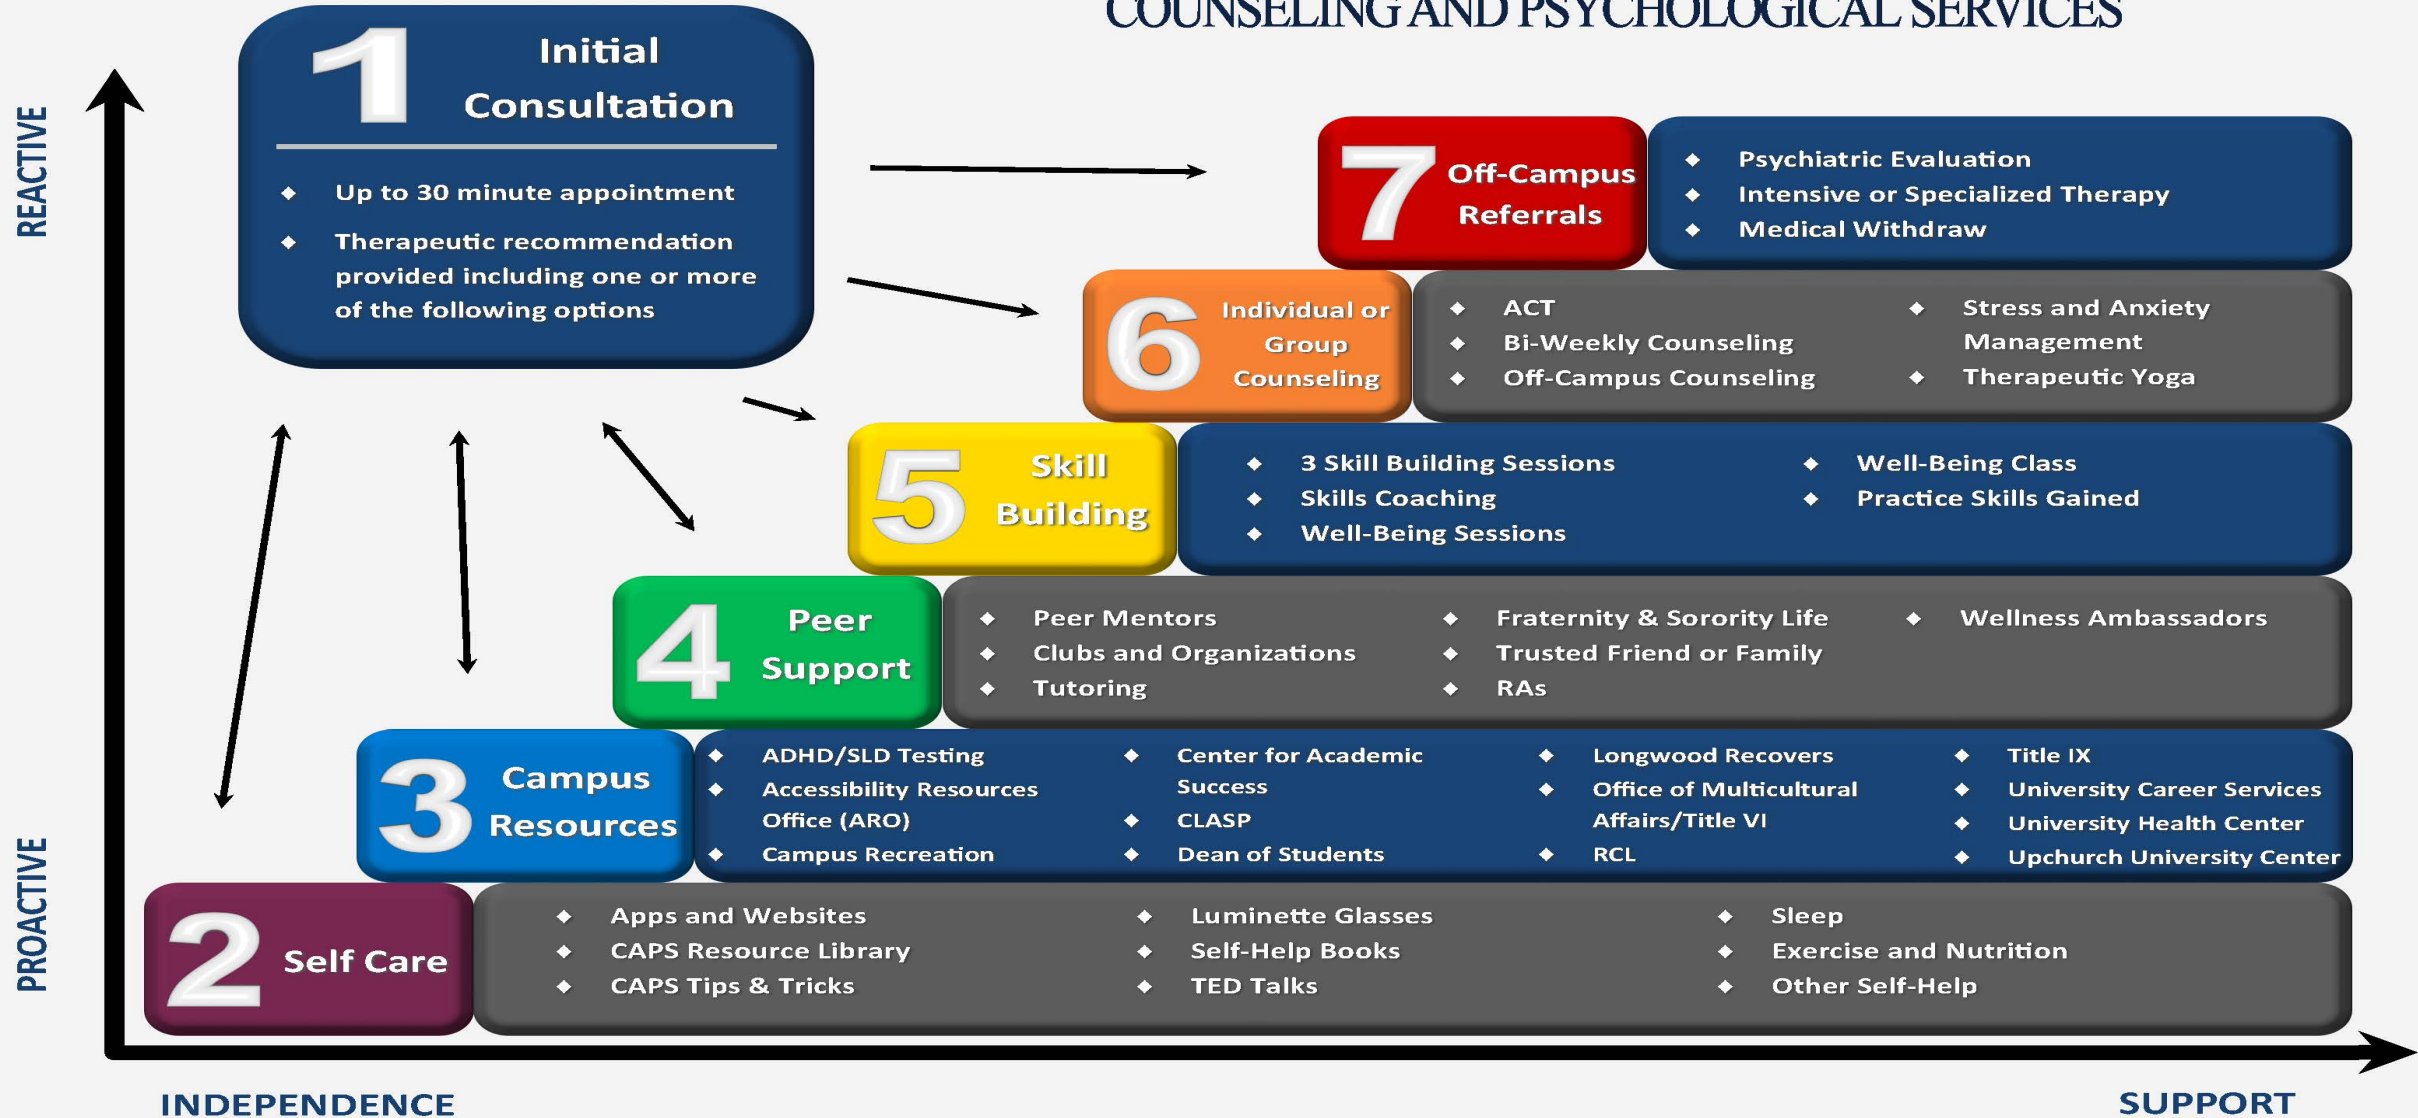 COUNSELING AND PSYCHOLOGICAL SERVICES
REACTIVE
PROACTIVE
1
Initial
Consultation
◆ Up to 30 minute appointment
◆ Therapeutic recommendation
provided including one or more
of the following options
7
Off-Campus
Referrals
◆ Psychiatric Evaluation
◆ Intensive or Specialized Therapy
◆ Medical Withdraw
6
Individual or
Group
Counseling
◆ ACT
◆ Bi-Weekly Counseling
◆ Off-Campus Counseling
◆ Stress and Anxiety
Management
◆ Therapeutic Yoga
5
Skill
Building
◆ 3 Skill Building Sessions
◆ Skills Coaching
◆ Well-Being Sessions
◆ Well-Being Class
◆ Practice Skills Gained
4
Peer
Support
◆ Peer Mentors
◆ Clubs and Organizations
◆ Tutoring
◆ Fraternity & Sorority Life
◆ Trusted Friend or Family
◆ RAs
◆ Wellness Ambassadors
3
Campus
Resources
◆ ADHD/SLD Testing
◆ Accessibility Resources
Office (ARO)
◆ Campus Recreation
◆ Center for Academic
Success
◆ CLASP
◆ Dean of Students
◆ Longwood Recovers
◆ Office of Multicultural
Affairs/Title VI
◆ RCL
◆ Title IX
◆ University Career Services
◆ University Health Center
◆ Upchurch University Center
2
Self Care
◆ Apps and Websites
◆ CAPS Resource Library
◆ CAPS Tips & Tricks
◆ Luminette Glasses
◆ Self-Help Books
◆ TED Talks
◆ Sleep
◆ Exercise and Nutrition
◆ Other Self-Help
INDEPENDENCE
SUPPORT